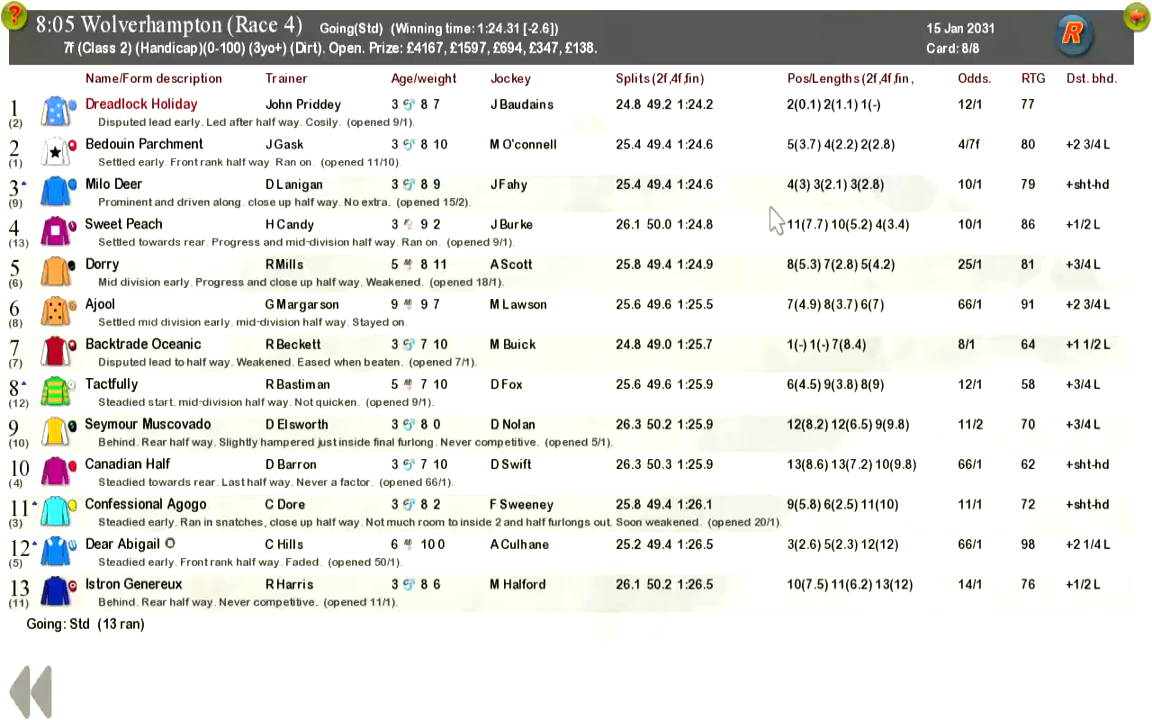 8:05 Wolverhampton (Race 4) Going(Std) (Winning time: 1:24.31 [-2.6]) 15 Jan 2031
7f (Class 2) (Handicap)(0-100) (3yo+) (Dirt). Open. Prize: £4167, £1597, £694, £347, £138. Card: 8/8
R
Name/Form description Trainer Age/weight Jockey Splits (2f,4f,fin) Pos/Lengths (2f,4f,fin, Odds. RTG Dst. bhd.
1 Dreadlock Holiday John Priddey 3 8 7 J Baudains 24.8 49.2 1:24.2 2(0.1) 2(1.1) 1(-) 12/1 77
(2) Disputed lead early. Led after half way. Cosily. (opened 9/1).
2 Bedouin Parchment J Gask 3 8 10 M O'connell 25.4 49.4 1:24.6 5(3.7) 4(2.2) 2(2.8) 4/7f 80 +2 3/4 L
(1) Settled early. Front rank half way. Ran on. (opened 11/10).
3 Milo Deer D Lanigan 3 8 9 J Fahy 25.4 49.4 1:24.6 4(3) 3(2.1) 3(2.8) 10/1 79 +sht-hd
(9) Prominent and driven along. close up half way. No extra. (opened 15/2).
4 Sweet Peach H Candy 3 9 2 J Burke 26.1 50.0 1:24.8 11(7.7) 10(5.2) 4(3.4) 10/1 86 +1/2 L
(13) Settled towards rear. Progress and mid-division half way. Ran on. (opened 9/1).
5 Dorry R Mills 5 8 11 A Scott 25.8 49.4 1:24.9 8(5.3) 7(2.8) 5(4.2) 25/1 81 +3/4 L
(6) Mid division early. Progress and close up half way. Weakened. (opened 18/1).
6 Ajool G Margarson 9 9 7 M Lawson 25.6 49.6 1:25.5 7(4.9) 8(3.7) 6(7) 66/1 91 +2 3/4 L
(8) Settled mid division early. mid-division half way. Stayed on.
7 Backtrade Oceanic R Beckett 3 7 10 M Buick 24.8 49.0 1:25.7 1(-) 1(-) 7(8.4) 8/1 64 +1 1/2 L
(7) Disputed lead to half way. Weakened. Eased when beaten. (opened 7/1).
8 Tactfully R Bastiman 5 7 10 D Fox 25.6 49.6 1:25.9 6(4.5) 9(3.8) 8(9) 12/1 58 +3/4 L
(12) Steadied start. mid-division half way. Not quicken. (opened 9/1).
9 Seymour Muscovado D Elsworth 3 8 0 D Nolan 26.3 50.2 1:25.9 12(8.2) 12(6.5) 9(9.8) 11/2 70 +3/4 L
(10) Behind. Rear half way. Slightly hampered just inside final furlong. Never competitive. (opened 5/1).
10 Canadian Half D Barron 3 7 10 D Swift 26.3 50.3 1:25.9 13(8.6) 13(7.2) 10(9.8) 66/1 62 +sht-hd
(4) Steadied towards rear. Last half way. Never a factor. (opened 66/1).
11 Confessional Agogo C Dore 3 8 2 F Sweeney 25.8 49.4 1:26.1 9(5.8) 6(2.5) 11(10) 11/1 72 +sht-hd
(3) Steadied early. Ran in snatches, close up half way. Not much room to inside 2 and half furlongs out. Soon weakened. (opened 20/1).
12 Dear Abigail C Hills 6 10 0 A Culhane 25.2 49.4 1:26.5 3(2.6) 5(2.3) 12(12) 66/1 98 +2 1/4 L
(5) Steadied early. Front rank half way. Faded. (opened 50/1).
13 Istron Genereux R Harris 3 8 6 M Halford 26.1 50.2 1:26.5 10(7.5) 11(6.2) 13(12) 14/1 76 +1/2 L
(11) Behind. Rear half way. Never competitive. (opened 11/1).
Going: Std (13 ran)